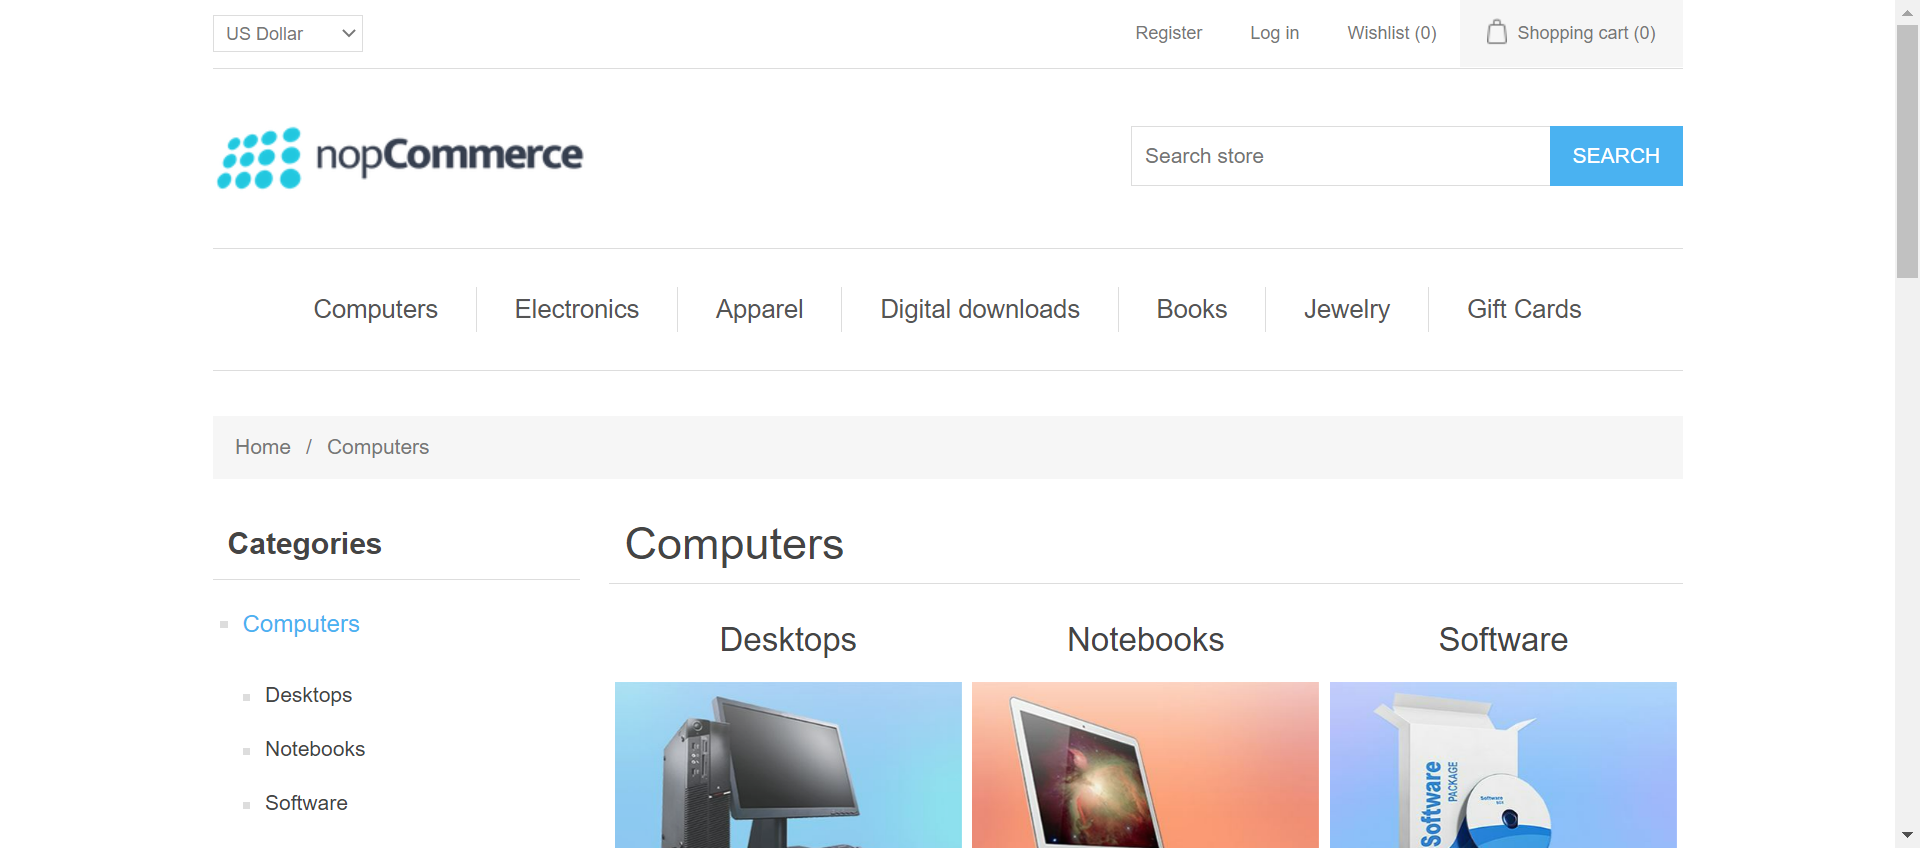 US Dollar
Register
Log in
Wishlist (0)
Shopping cart (0)
nopCommerce
Search store
SEARCH
Computers
Electronics
Apparel
Digital downloads
Books
Jewelry
Gift Cards
Home / Computers
Categories
Computers
Desktops
Notebooks
Software
Computers
Desktops
Notebooks
Software
Software
PACKAGE
Software